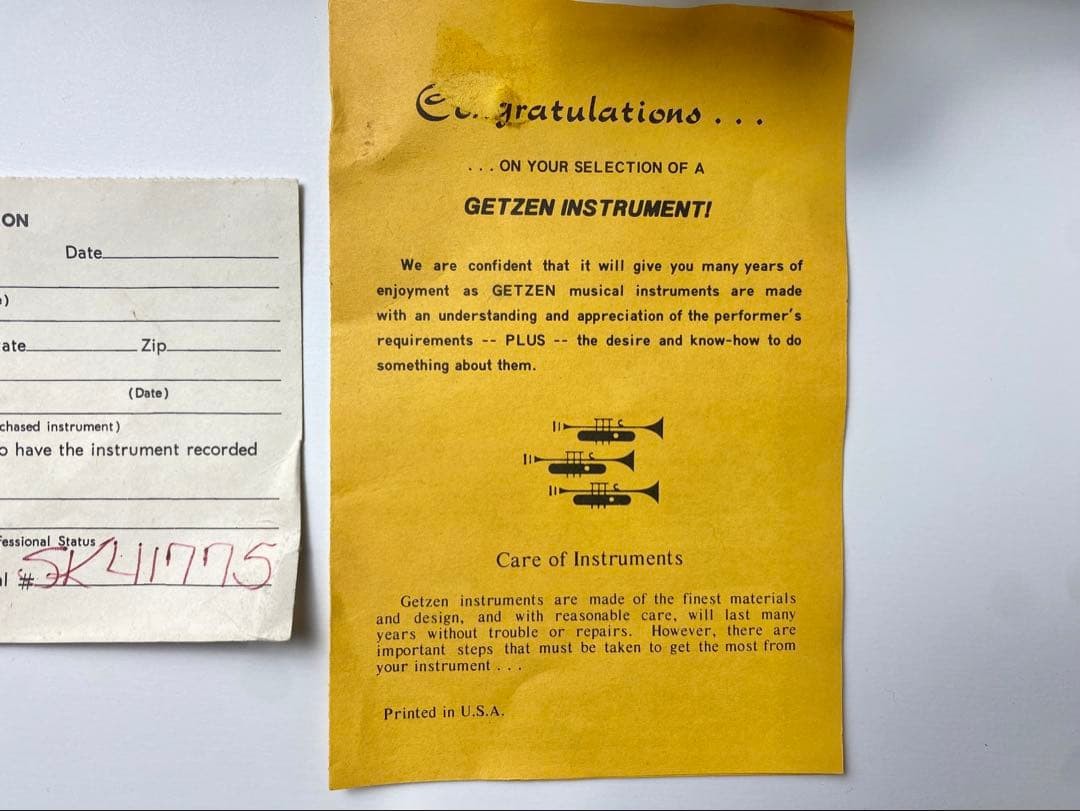 ON
Date
)
ate Zip
(Date)
chased instrument)
o have the instrument recorded
essional Status
l # SK41775
Congratulations . . .
. . . ON YOUR SELECTION OF A
GETZEN INSTRUMENT!
We are confident that it will give you many years of
enjoyment as GETZEN musical instruments are made
with an understanding and appreciation of the performer's
requirements -- PLUS -- the desire and know-how to do
something about them.
Care of Instruments
Getzen instruments are made of the finest materials
and design, and with reasonable care, will last many
years without trouble or repairs. However, there are
important steps that must be taken to get the most from
your instrument . . .
Printed in U.S.A.